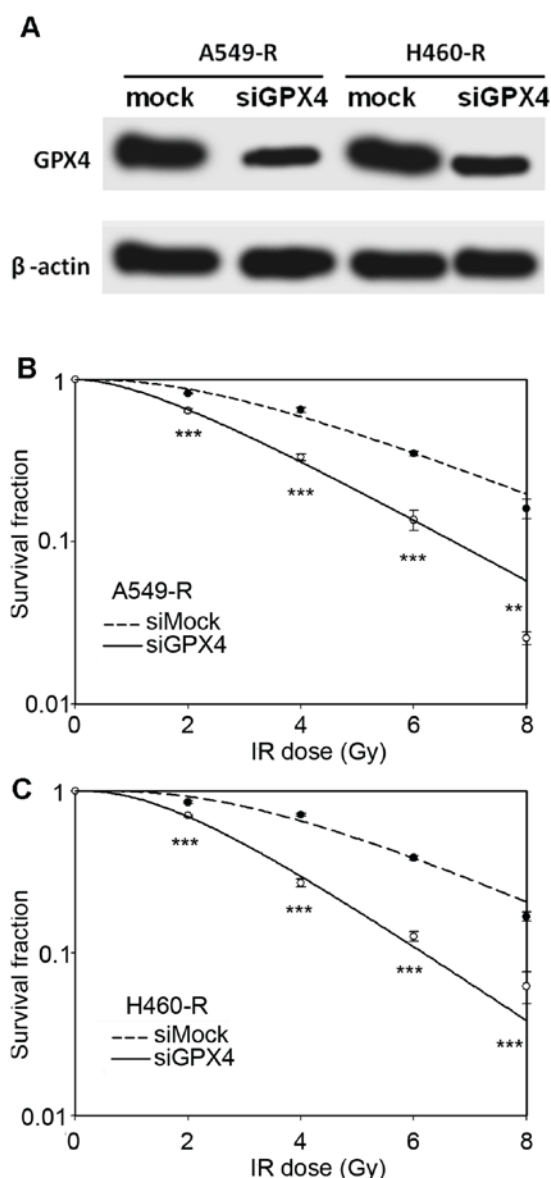 A
A549-R H460-R
mock siGPX4 mock siGPX4
GPX4
β-actin
B
1
Survival fraction
***
***
0.1
***
A549-R
**
siMock
siGPX4
0.01
0 2 4 6 8
IR dose (Gy)
C
1
Survival fraction
***
***
0.1
***
H460-R
siMock
***
siGPX4
0.01
0 2 4 6 8
IR dose (Gy)